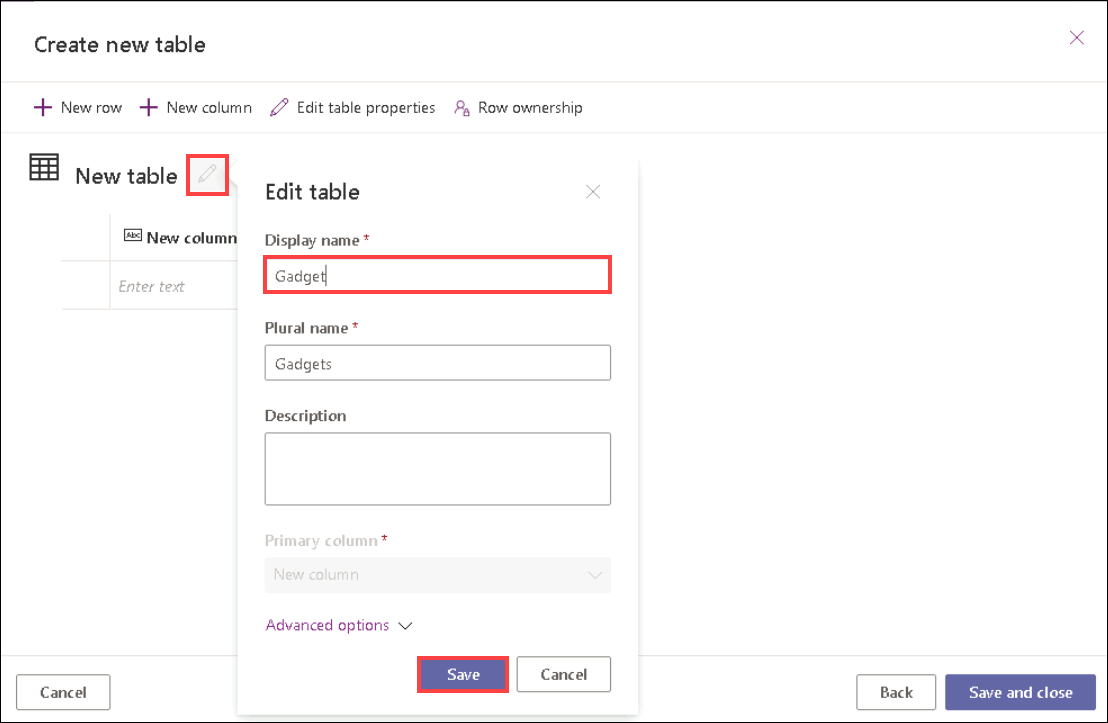 Create new table
New row New column Edit table properties Row ownership
New table
Abc New column
Enter text
Edit table
Display name *
Gadget
Plural name *
Gadgets
Description
Primary column *
New column
Advanced options
Save Cancel
Cancel Back Save and close